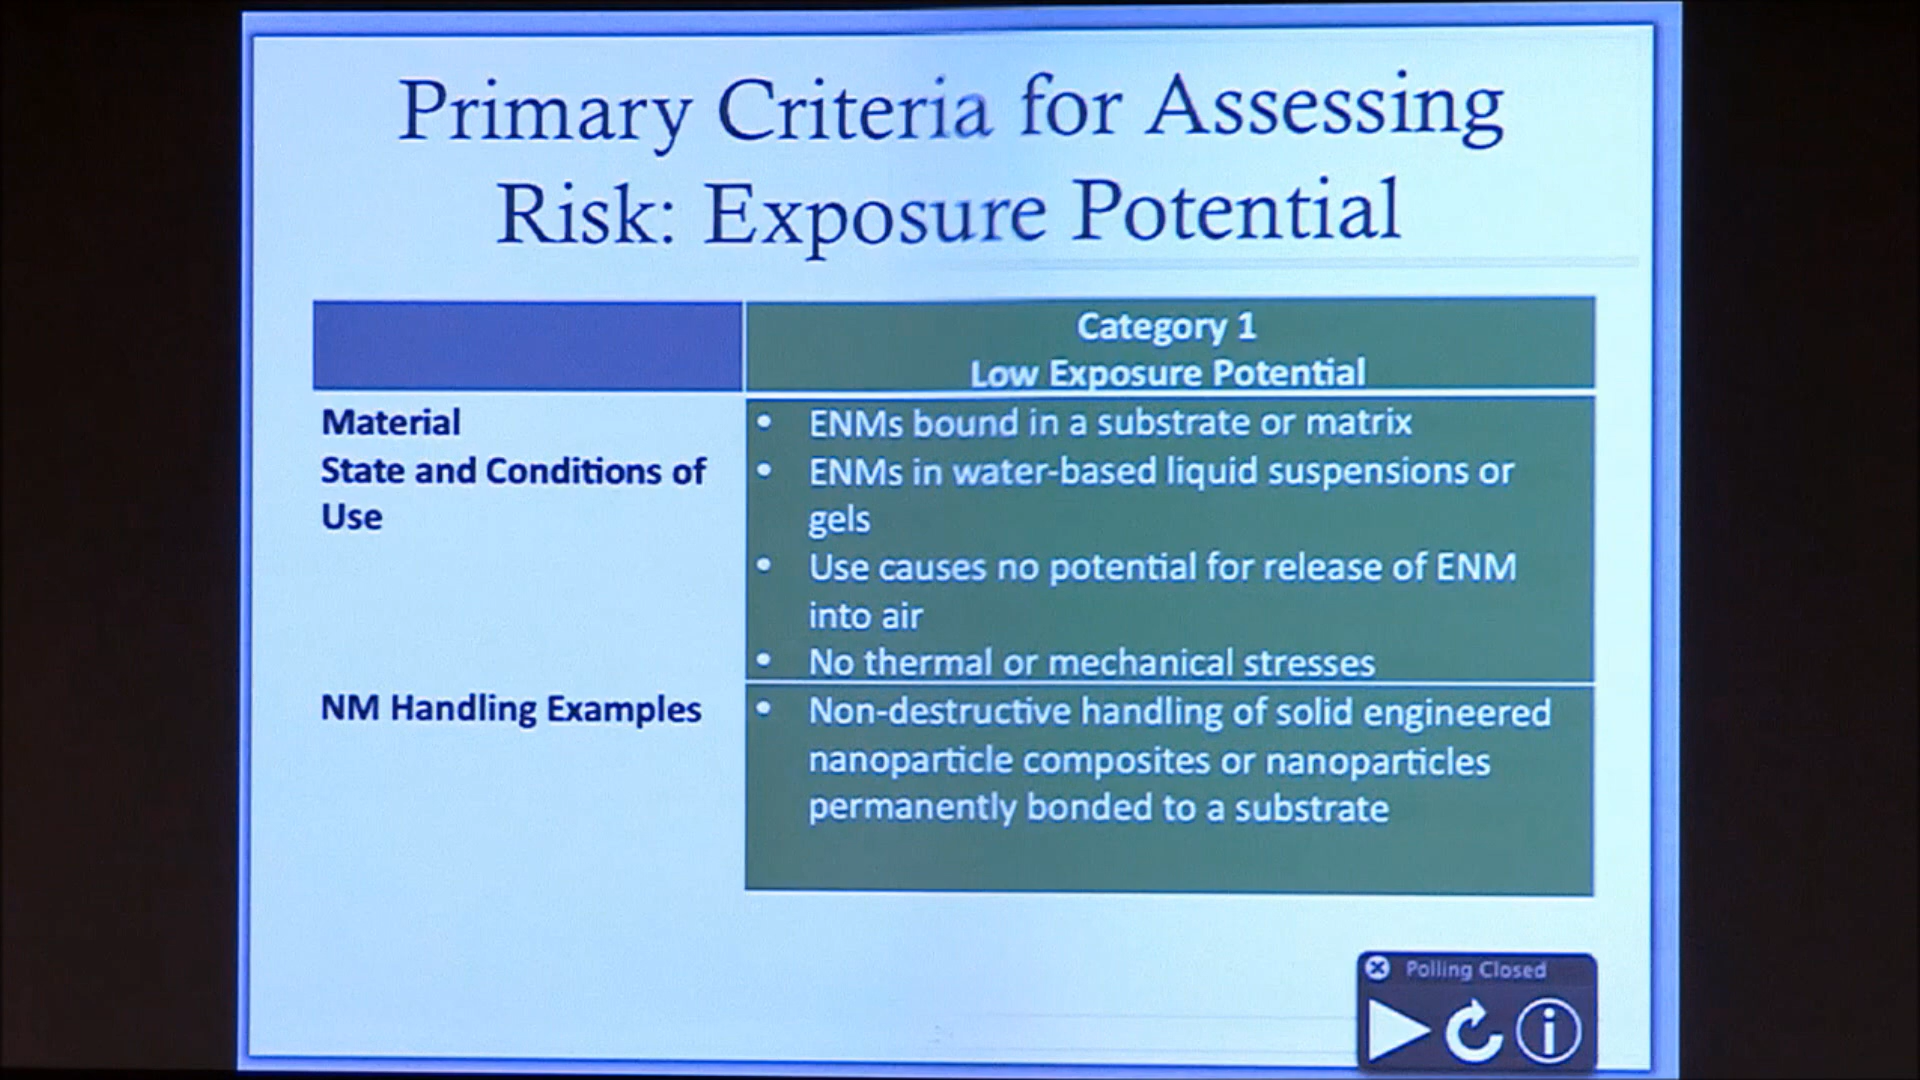 Primary Criteria for Assessing
Risk: Exposure Potential
Category 1
Low Exposure Potential
Material
State and Conditions of
Use
• ENMs bound in a substrate or matrix
• ENMs in water-based liquid suspensions or
gels
• Use causes no potential for release of ENM
into air
• No thermal or mechanical stresses
NM Handling Examples
• Non-destructive handling of solid engineered
nanoparticle composites or nanoparticles
permanently bonded to a substrate
Polling Closed